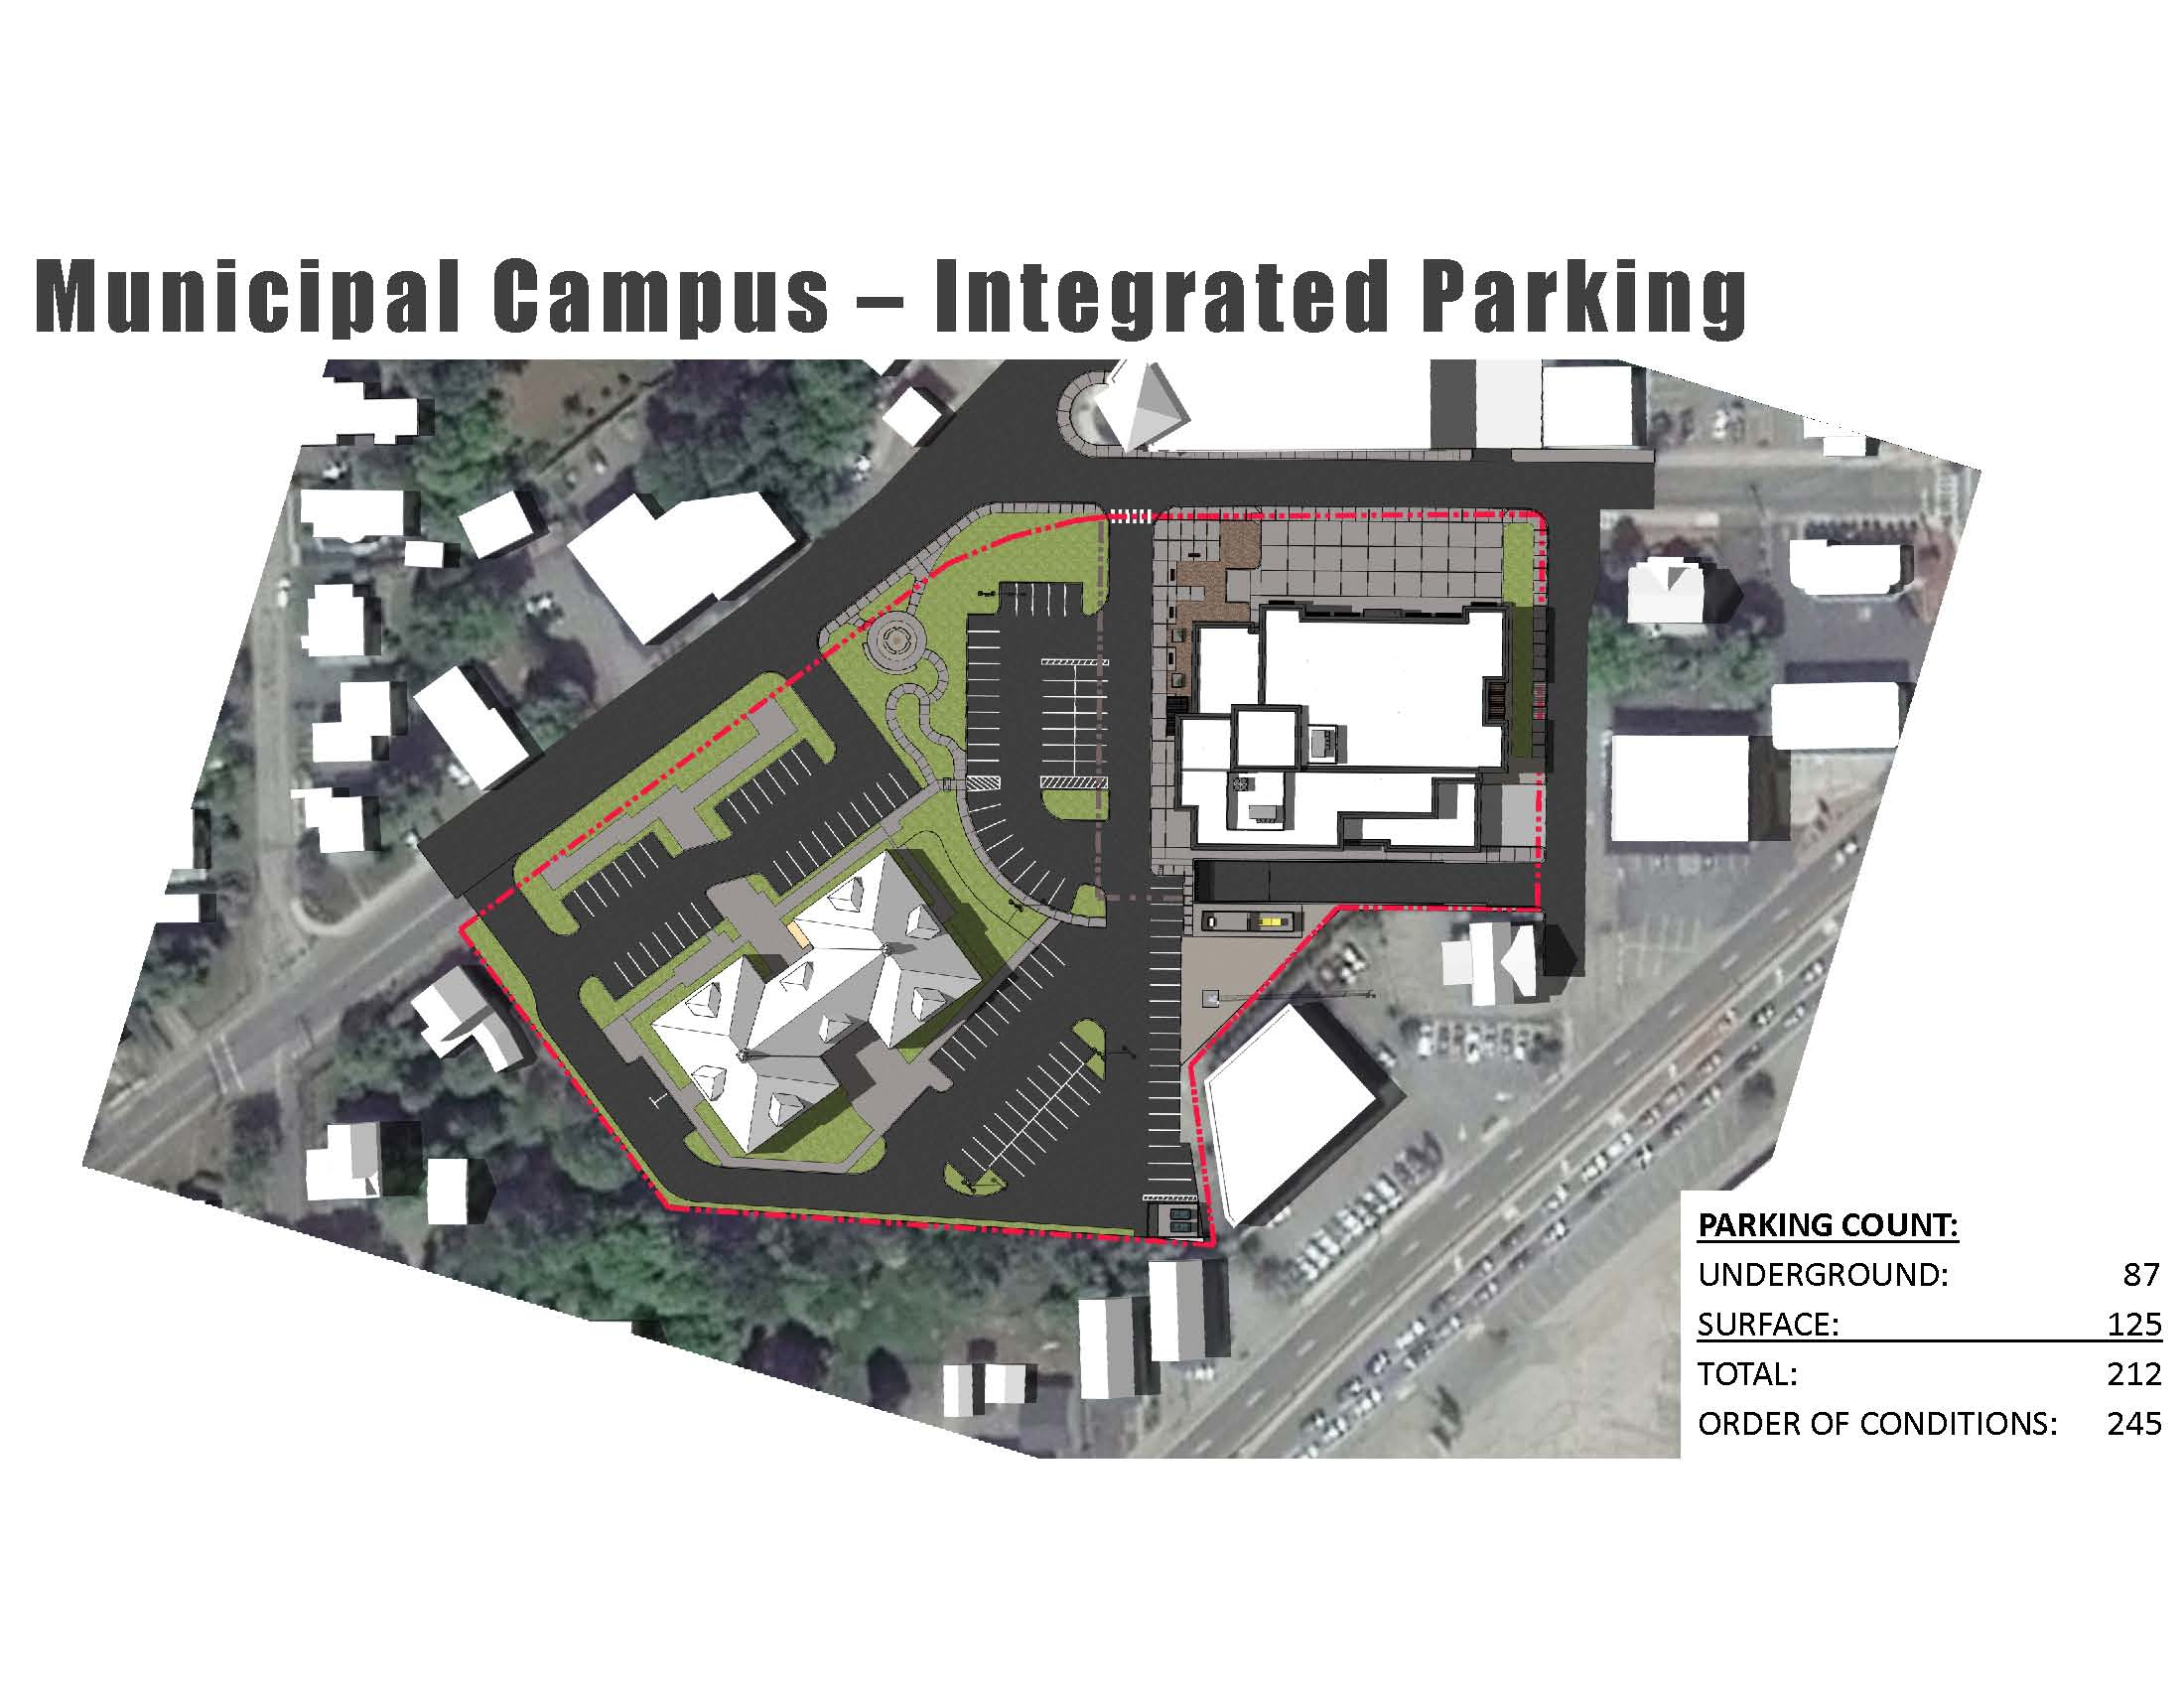 Municipal Campus – Integrated Parking
PARKING COUNT:
UNDERGROUND: 87
SURFACE: 125
TOTAL: 212
ORDER OF CONDITIONS: 245